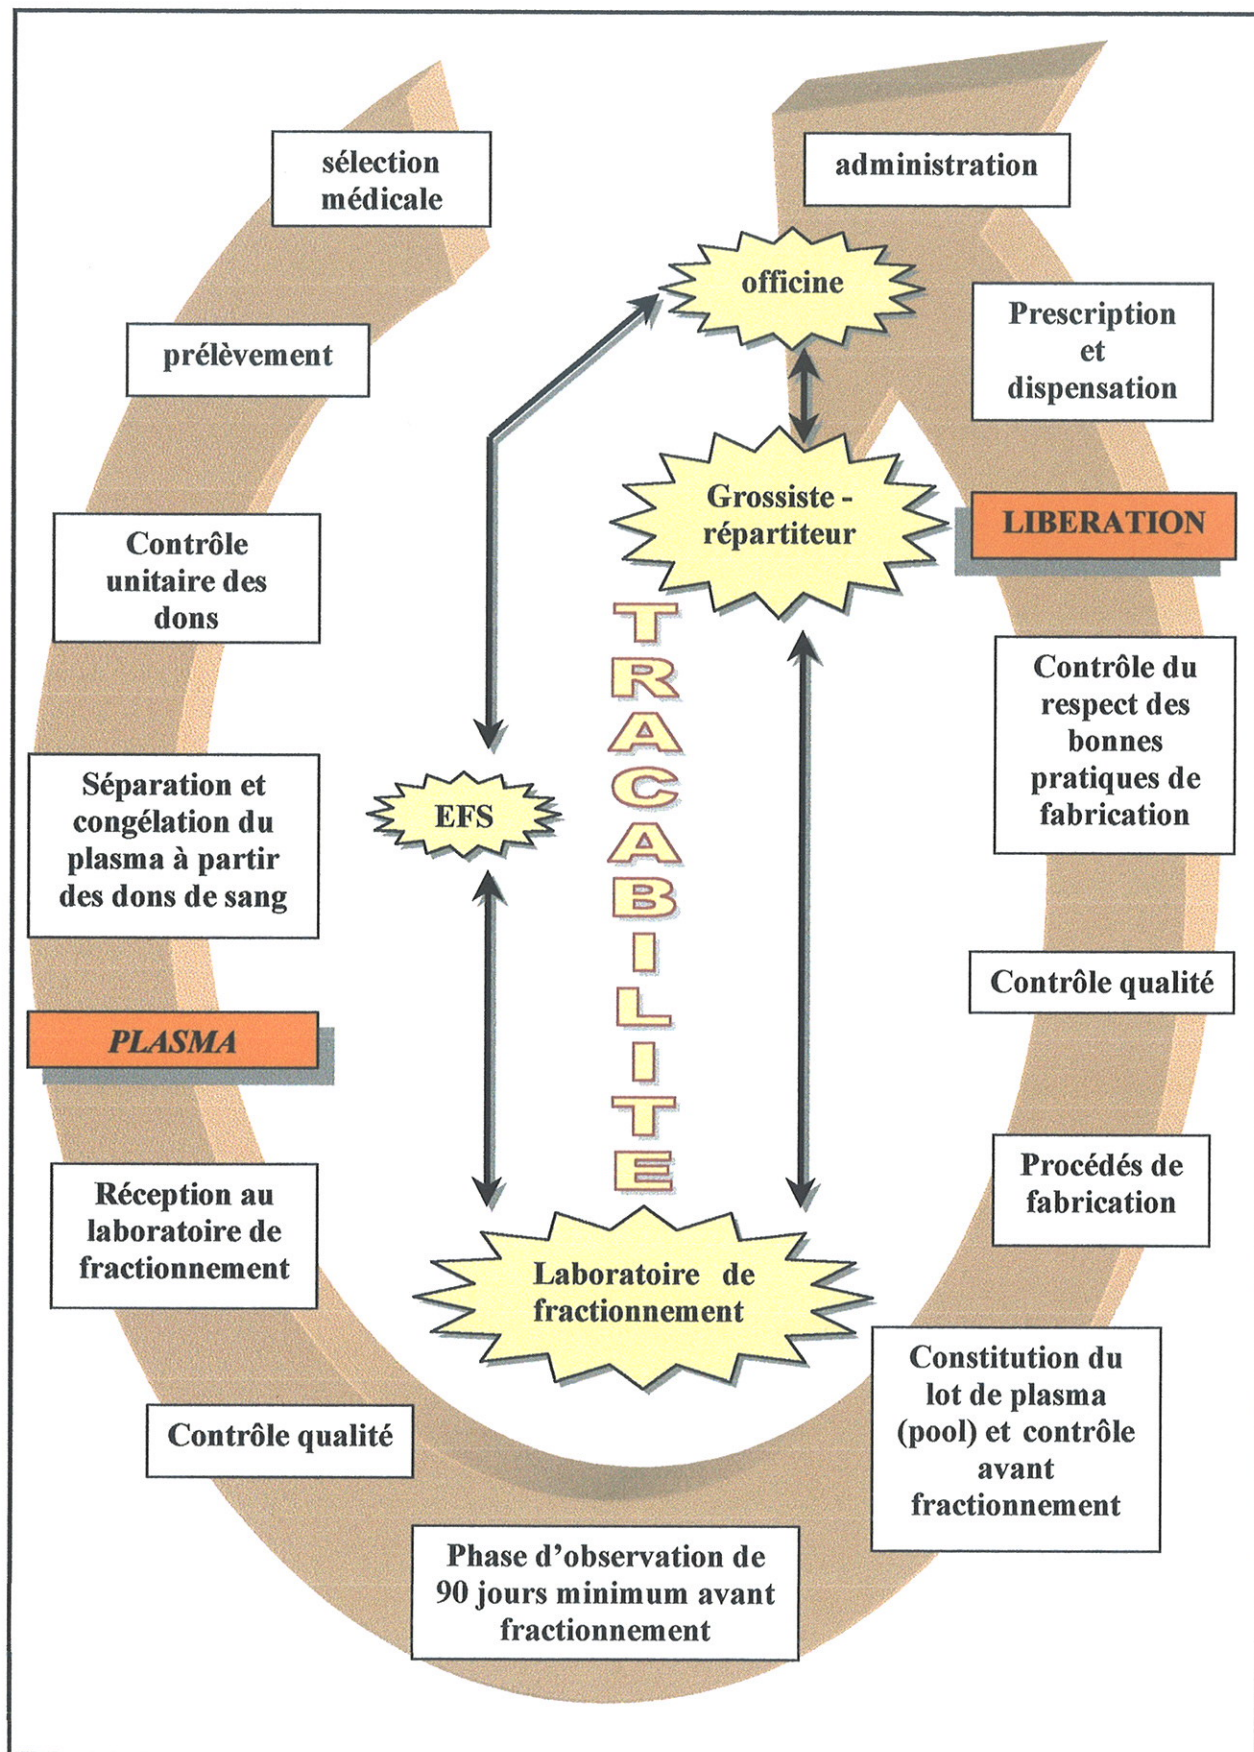 sélection
médicale
prélèvement
Contrôle
unitaire des
dons
Séparation et
congélation du
plasma à partir
des dons de sang
PLASMA
Réception au
laboratoire de
fractionnement
Contrôle qualité
Phase d'observation de
90 jours minimum avant
fractionnement
Constitution du
lot de plasma
(pool) et contrôle
avant
fractionnement
Procédés de
fabrication
Contrôle qualité
Contrôle du
respect des
bonnes
pratiques de
fabrication
LIBERATION
Prescription
et
dispensation
administration
officine
Grossiste -
répartiteur
TRACABILITE
EFS
Laboratoire de
fractionnement